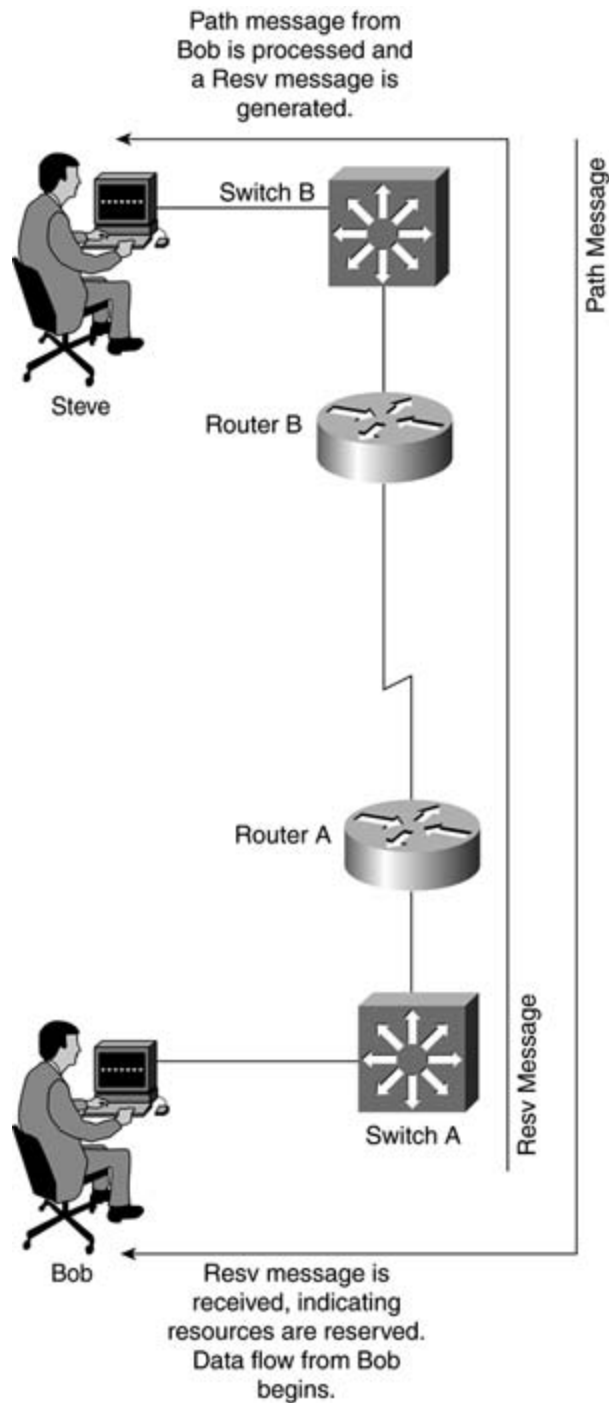 Path message from
Bob is processed and
a Resv message is
generated.
Switch B
Path Message
Steve
Router B
Router A
Resv Message
Switch A
Bob
Resv message is
received, indicating
resources are reserved.
Data flow from Bob
begins.